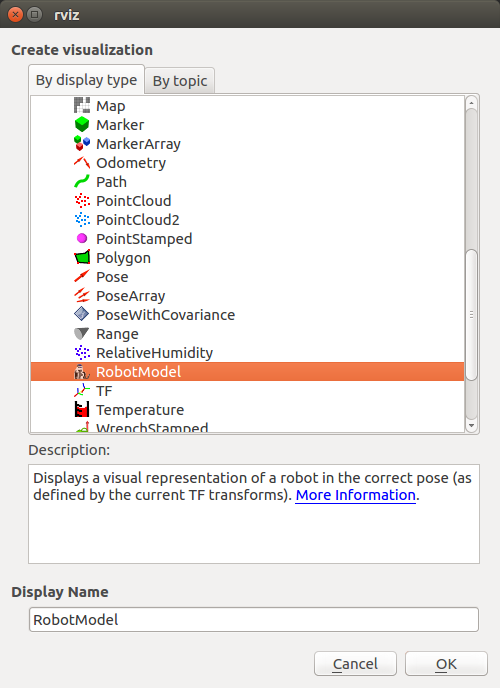 rviz
Create visualization
By display type
By topic
Map
Marker
MarkerArray
Odometry
Path
PointCloud
PointCloud2
PointStamped
Polygon
Pose
PoseArray
PoseWithCovariance
Range
RelativeHumidity
RobotModel
TF
Temperature
WrenchStamped
Description:
Displays a visual representation of a robot in the correct pose (as
defined by the current TF transforms). More Information.
Display Name
RobotModel
Cancel
OK